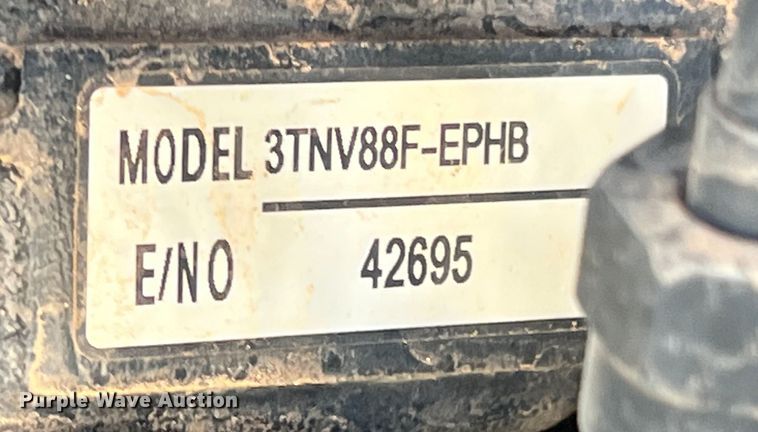 MODEL 3TNV88F-EPHB
E/NO 42695
Purple Wave Auction